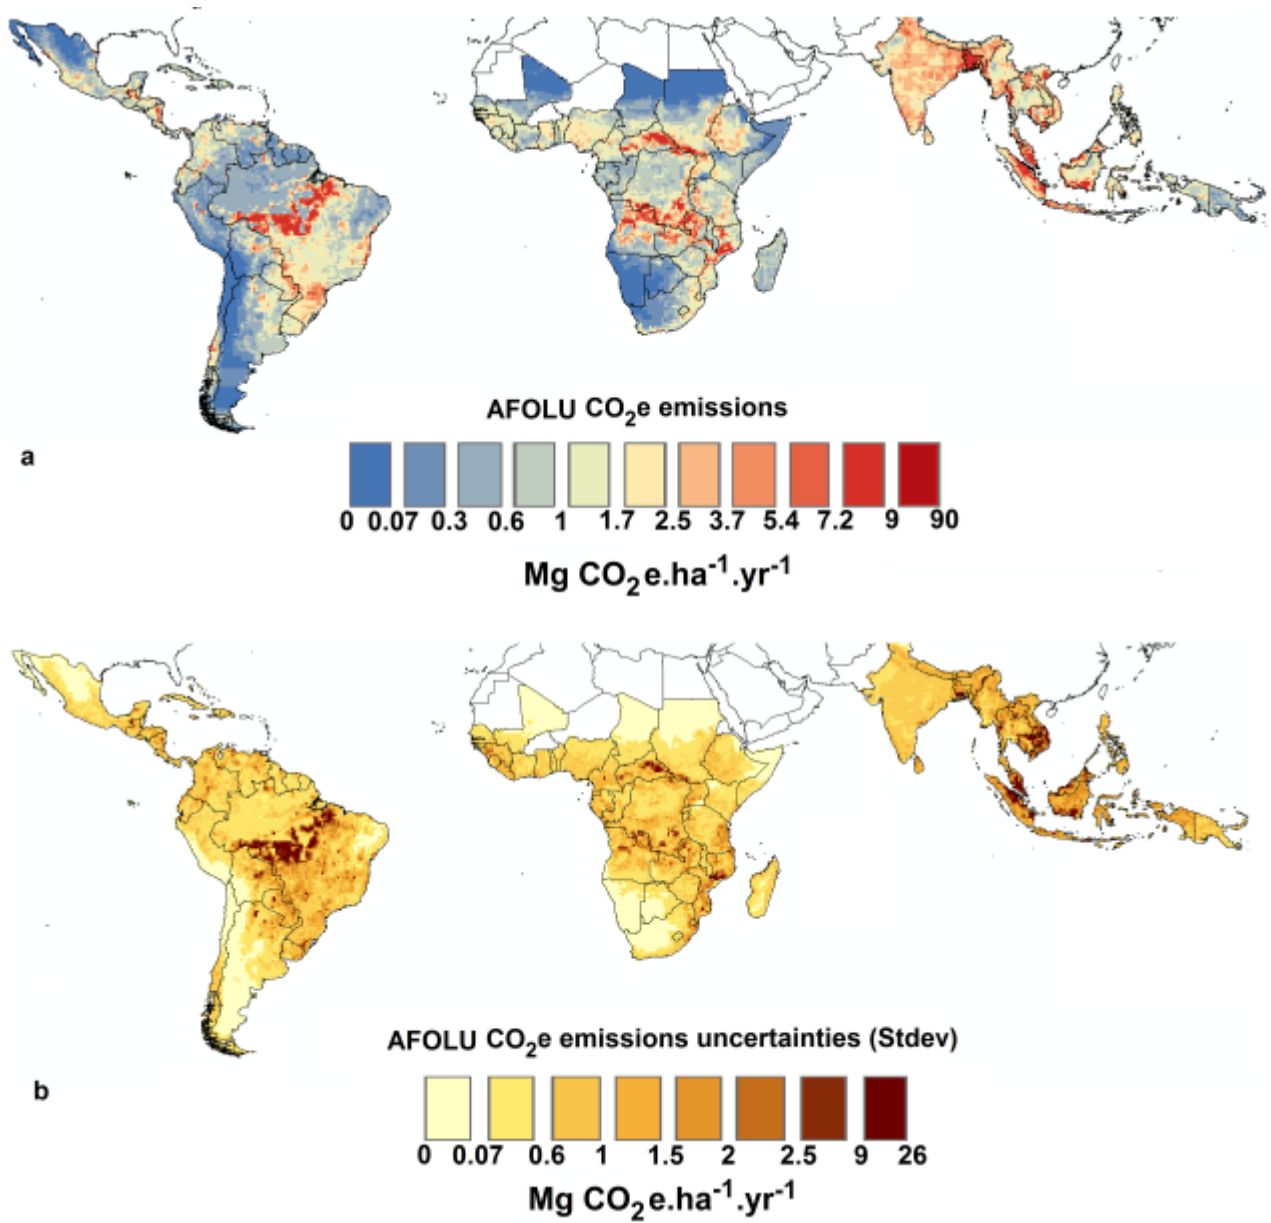 AFOLU CO₂e emissions
a
0 0.07 0.3 0.6 1 1.7 2.5 3.7 5.4 7.2 9 90
Mg CO₂e.ha⁻¹.yr⁻¹
AFOLU CO₂e emissions uncertainties (Stdev)
b
0 0.07 0.6 1 1.5 2 2.5 9 26
Mg CO₂e.ha⁻¹.yr⁻¹